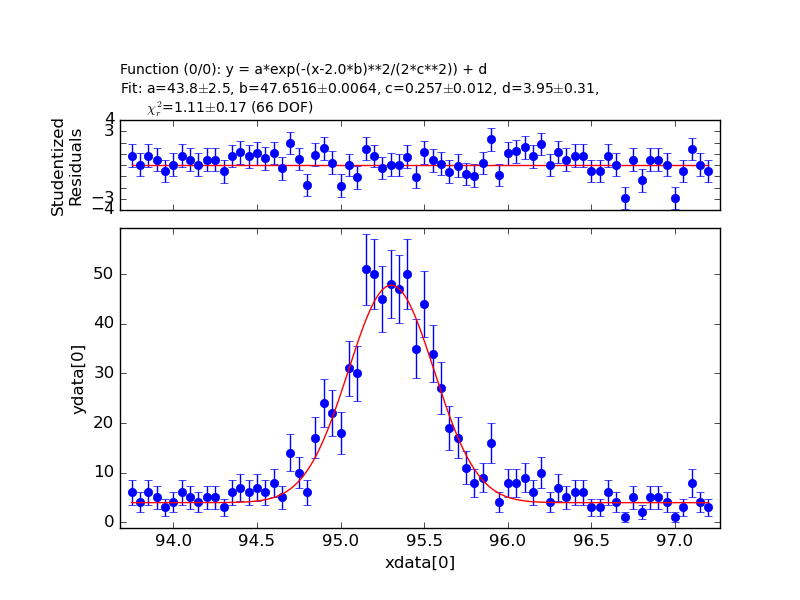 Function (0/0): y = a*exp(-(x-2.0*b)**2/(2*c**2)) + d
Fit: a=43.8±2.5, b=47.6516±0.0064, c=0.257±0.012, d=3.95±0.31,
χ²ᵣ=1.11±0.17 (66 DOF)
4
3
−3
−4
Studentized
Residuals
50
40
30
20
10
0
ydata[0]
94.0 94.5 95.0 95.5 96.0 96.5 97.0
xdata[0]